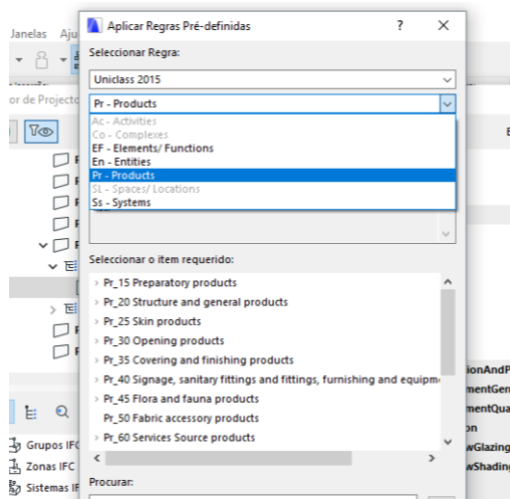 Aplicar Regras Pré-definidas ? ×
Janelas
Seleccionar Regra:
Uniclass 2015
or de Projecto
Pr - Products
Ac - Activities
Co - Complexes
EF - Elements/ Functions
En - Entities
Pr - Products
SL - Spaces/ Locations
Ss - Systems
Seleccionar o item requerido:
Pr_15 Preparatory products
Pr_20 Structure and general products
Pr_25 Skin products
Pr_30 Opening products
Pr_35 Covering and finishing products
Pr_40 Signage, sanitary fittings and fittings, furnishing and equipm
Pr_45 Flora and fauna products
Pr_50 Fabric accessory products
Pr_60 Services Source products
ionAndP
mentGen
mentQua
on
wGlazing
wShading
Grupos IFC
Zonas IFC
Sistemas IF
Procurar: